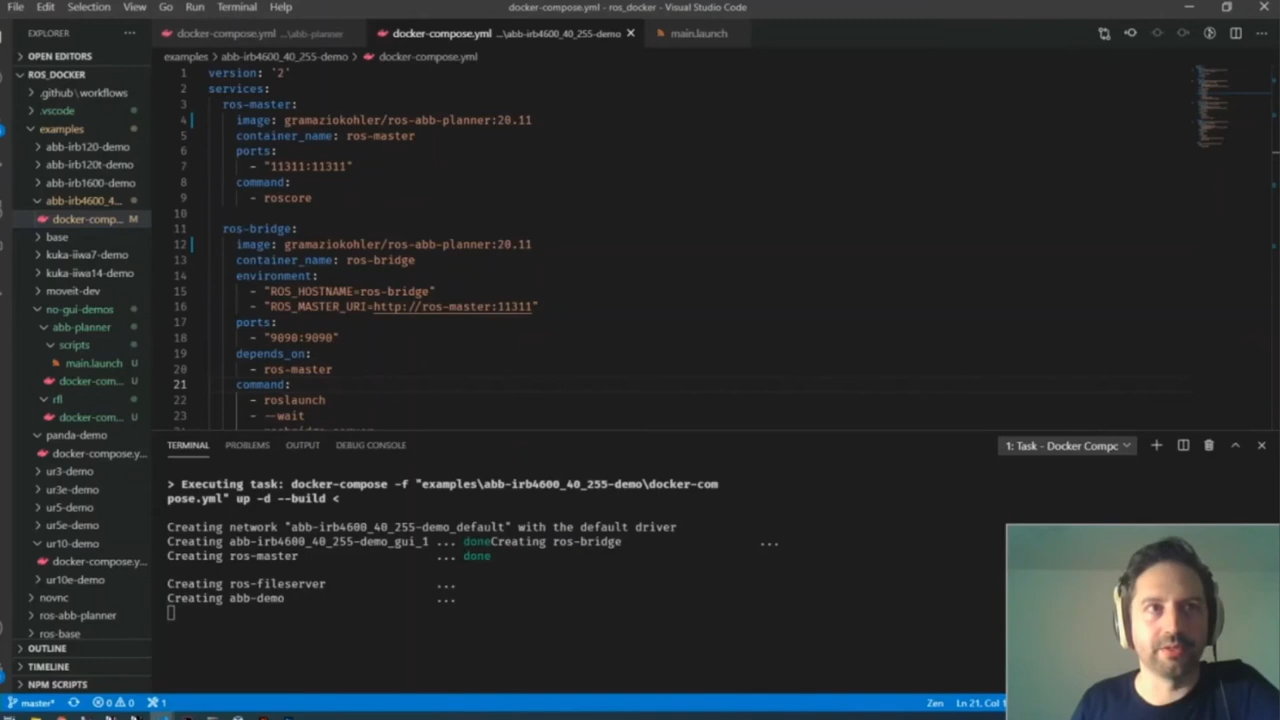 File Edit Selection View Go Run Terminal Help docker-compose.yml - ros_docker - Visual Studio Code
EXPLORER ... docker-compose.yml ...\abb-planner docker-compose.yml ...\abb-irb4600_40_255-demo × main.launch ...
OPEN EDITORS
ROS_DOCKER
.github\workflows
.vscode
examples
abb-irb120-demo
abb-irb120t-demo
abb-irb1600-demo
abb-irb4600_4...
docker-comp... M
base
kuka-iiwa7-demo
kuka-iiwa14-demo
moveit-dev
no-gui-demos
abb-planner
scripts
main.launch U
docker-com... U
rfl
docker-com... U
panda-demo
docker-compose.y...
ur3-demo
ur3e-demo
ur5-demo
ur5e-demo
ur10-demo
docker-compose.y...
ur10e-demo
novnc
ros-abb-planner
ros-base
OUTLINE
TIMELINE
NPM SCRIPTS
examples > abb-irb4600_40_255-demo > docker-compose.yml
1 version: '2'
2 services:
3 ros-master:
4 image: gramaziokohler/ros-abb-planner:20.11
5 container_name: ros-master
6 ports:
7 - "11311:11311"
8 command:
9 - roscore
10
11 ros-bridge:
12 image: gramaziokohler/ros-abb-planner:20.11
13 container_name: ros-bridge
14 environment:
15 - "ROS_HOSTNAME=ros-bridge"
16 - "ROS_MASTER_URI=http://ros-master:11311"
17 ports:
18 - "9090:9090"
19 depends_on:
20 - ros-master
21 command:
22 - roslaunch
23 - --wait
TERMINAL PROBLEMS OUTPUT DEBUG CONSOLE 1: Task - Docker Compc
> Executing task: docker-compose -f "examples\abb-irb4600_40_255-demo\docker-com
pose.yml" up -d --build <
Creating network "abb-irb4600_40_255-demo_default" with the default driver
Creating abb-irb4600_40_255-demo_gui_1 ... doneCreating ros-bridge ...
Creating ros-master ... done
Creating ros-fileserver ...
Creating abb-demo ...
master* 0 0 1 Zen Ln 21, Col 1